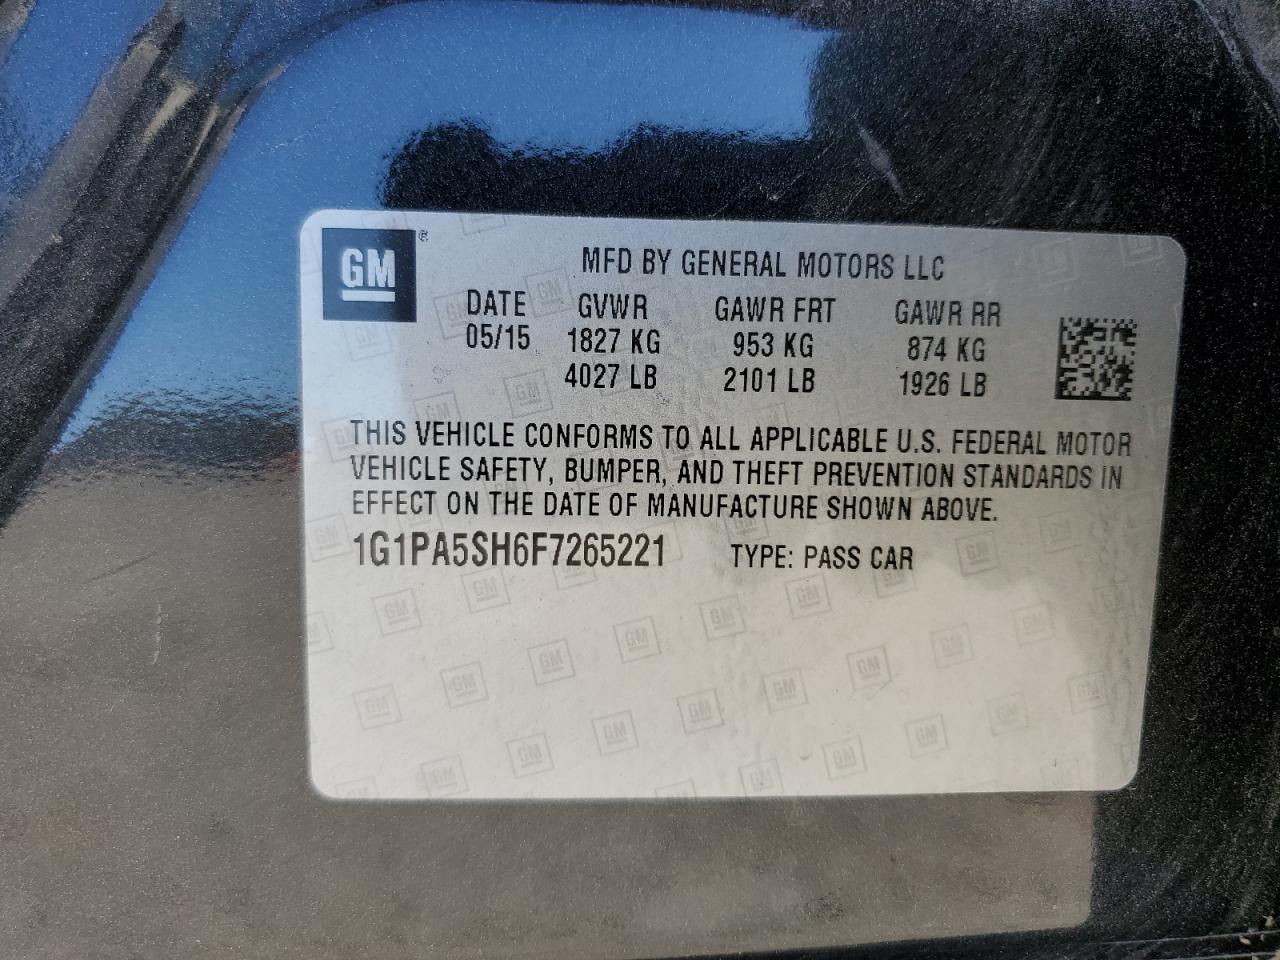 GM ®
MFD BY GENERAL MOTORS LLC
DATE GVWR GAWR FRT GAWR RR
05/15 1827 KG 953 KG 874 KG
4027 LB 2101 LB 1926 LB
THIS VEHICLE CONFORMS TO ALL APPLICABLE U.S. FEDERAL MOTOR
VEHICLE SAFETY, BUMPER, AND THEFT PREVENTION STANDARDS IN
EFFECT ON THE DATE OF MANUFACTURE SHOWN ABOVE.
1G1PA5SH6F7265221 TYPE: PASS CAR